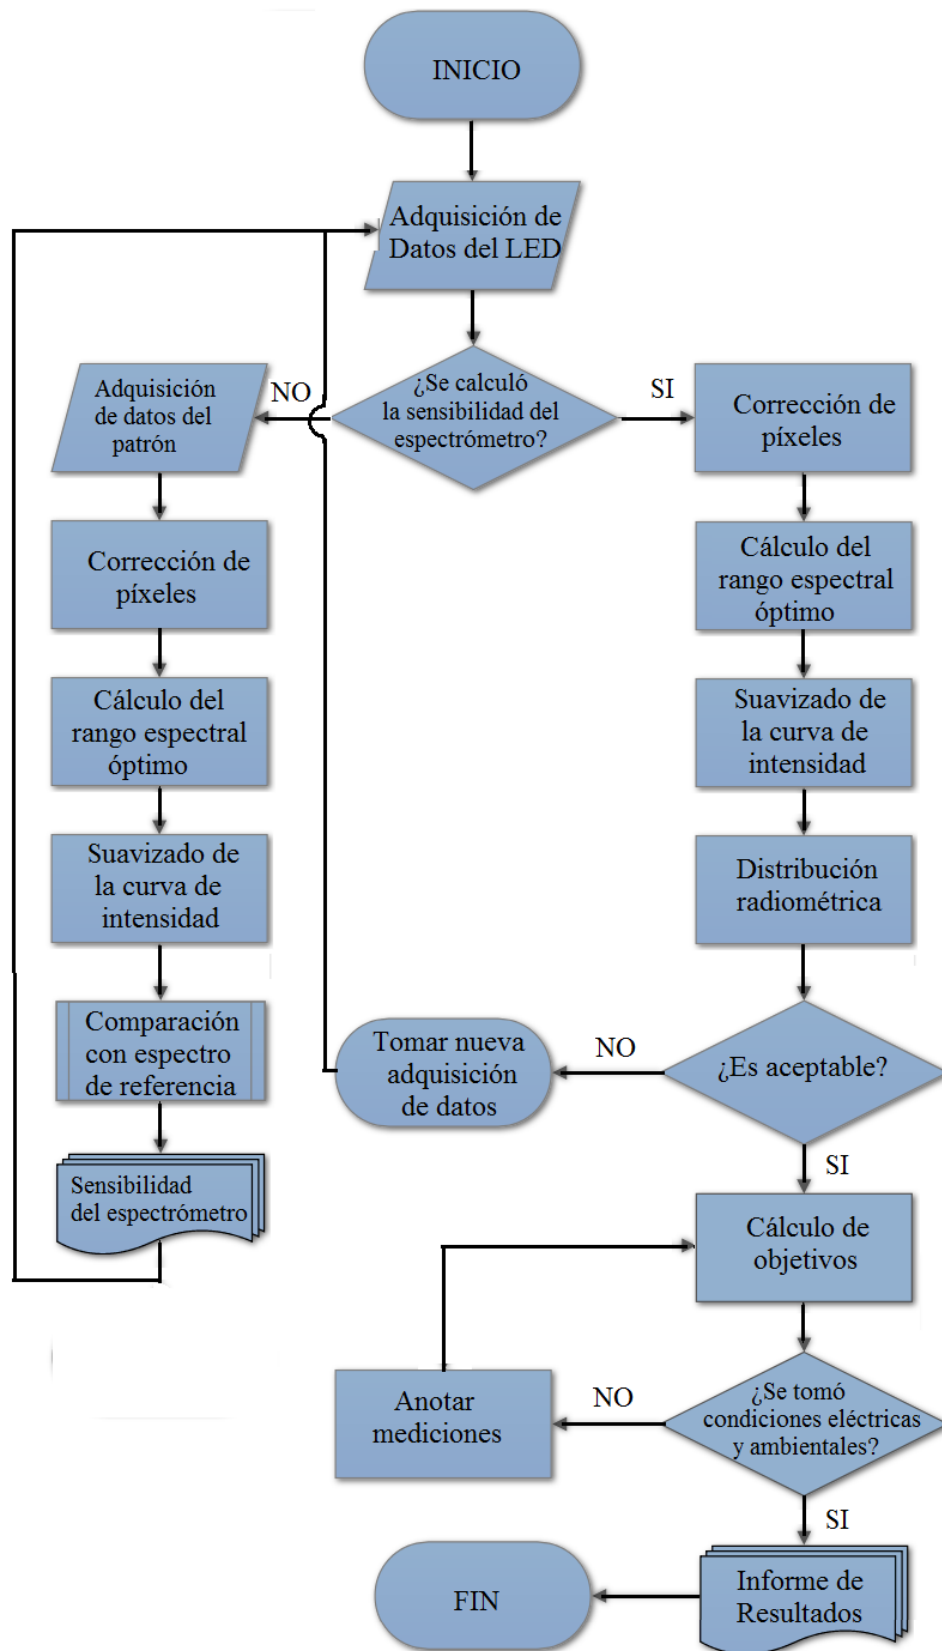 INICIO
Adquisición de
Datos del LED
¿Se calculó
la sensibilidad del
espectrómetro?
NO
SI
Adquisición
de datos del
patrón
Corrección de
píxeles
Cálculo del
rango espectral
óptimo
Suavizado de
la curva de
intensidad
Comparación
con espectro
de referencia
Sensibilidad
del espectrómetro
Corrección de
píxeles
Cálculo del
rango espectral
óptimo
Suavizado de
la curva de
intensidad
Distribución
radiométrica
¿Es aceptable?
NO
Tomar nueva
adquisición
de datos
SI
Cálculo de
objetivos
¿Se tomó
condiciones eléctricas
y ambientales?
NO
Anotar
mediciones
SI
Informe de
Resultados
FIN